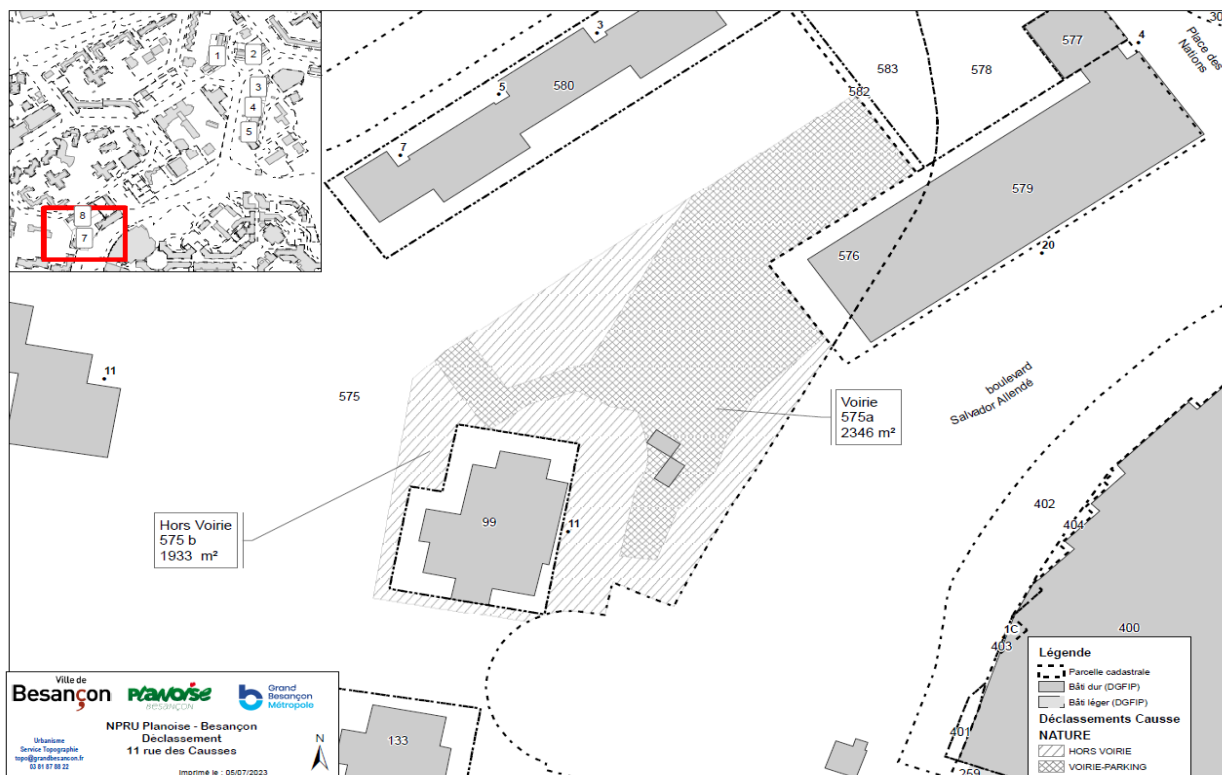 1
2
3
4
5
8
7
3
5
580
7
583
582
578
577
4
Place des
Nations
30
579
576
20
11
575
boulevard
Salvador Allendé
Voirie
575a
2346 m²
Hors Voirie
575 b
1933 m²
99
11
402
404
1C
403
400
401
259
133
Ville de
Besançon
PLANOISE
BESANÇON
Grand
Besançon
Métropole
NPRU Planoise - Besançon
Déclassement
11 rue des Causses
Urbanisme
Service Topographie
topo@grandbesancon.fr
03 81 87 88 22
N
Imprimé le : 05/07/2023
Légende
Parcelle cadastrale
Bâti dur (DGFIP)
Bâti léger (DGFIP)
Déclassements Causse
NATURE
HORS VOIRIE
VOIRIE-PARKING